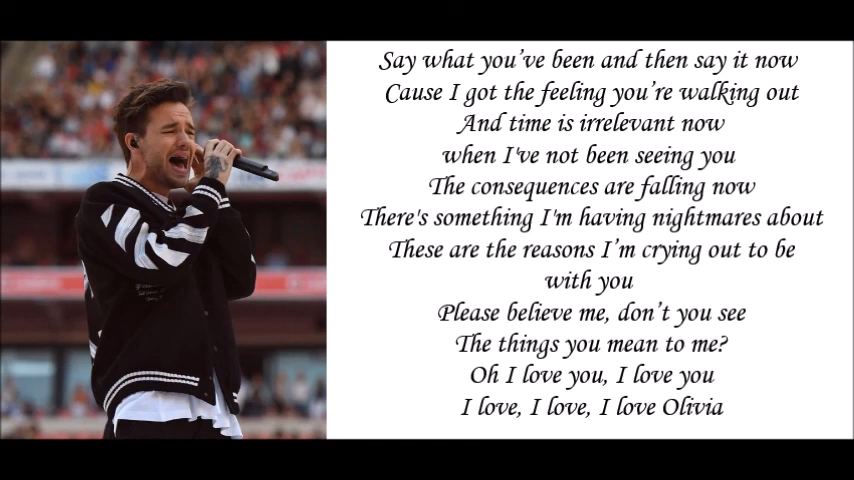 Say what you've been and then say it now
Cause I got the feeling you're walking out
And time is irrelevant now
when I've not been seeing you
The consequences are falling now
There's something I'm having nightmares about
These are the reasons I'm crying out to be
with you
Please believe me, don't you see
The things you mean to me?
Oh I love you, I love you
I love, I love, I love Olivia